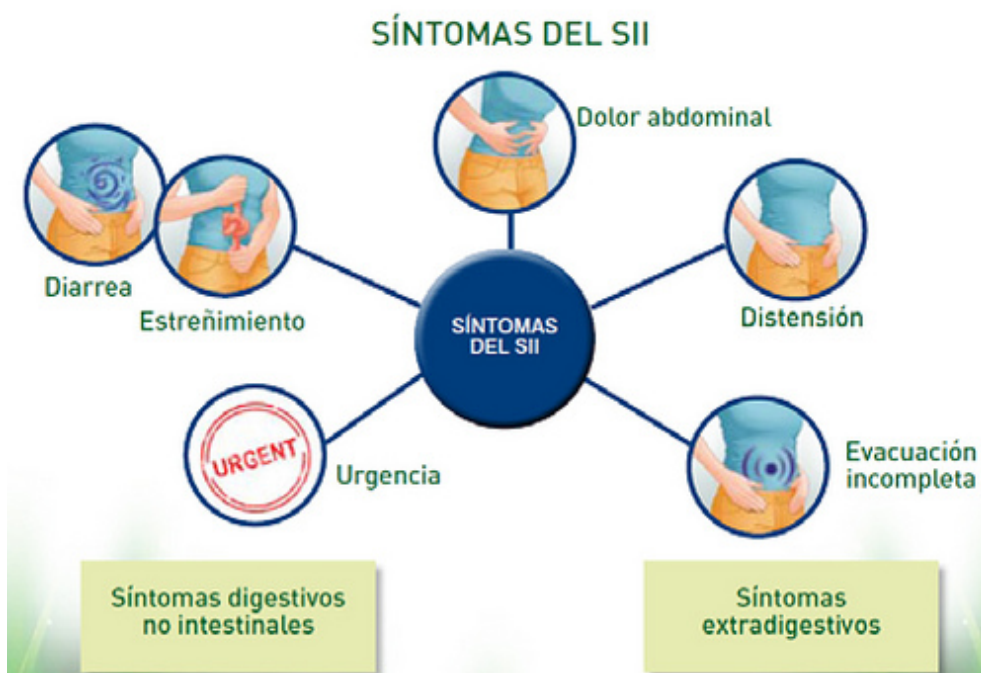 SÍNTOMAS DEL SII
Dolor abdominal
Diarrea
Estreñimiento
SÍNTOMAS
DEL SII
Distensión
URGENT
Urgencia
Evacuación
incompleta
Síntomas digestivos
no intestinales
Síntomas
extradigestivos